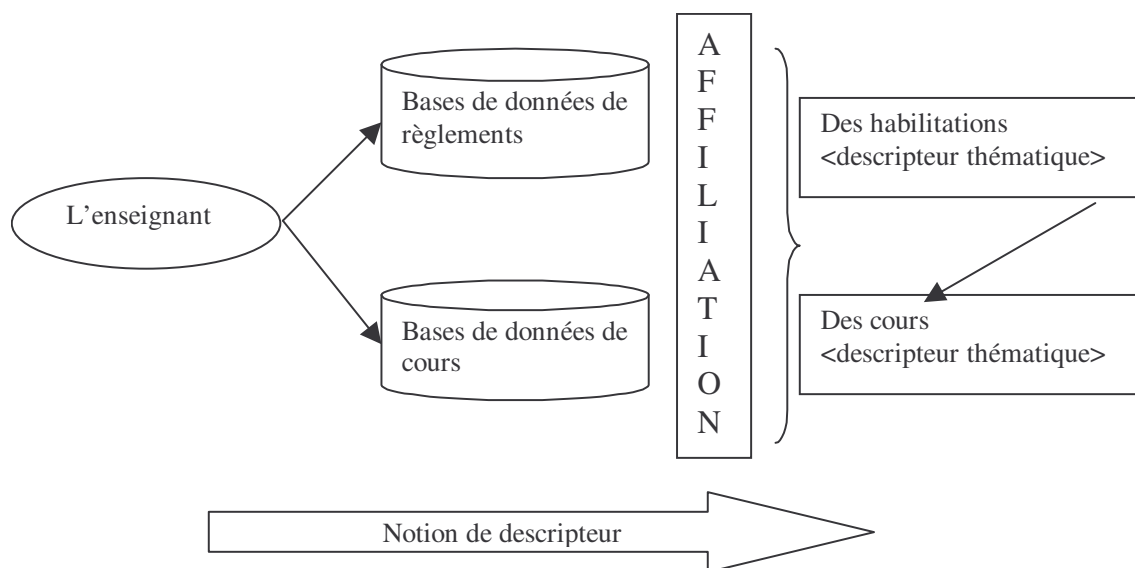 L'enseignant
Bases de données de
règlements
Bases de données de
cours
A
F
F
I
L
I
A
T
I
O
N
Des habilitations
<descripteur thématique>
Des cours
<descripteur thématique>
Notion de descripteur